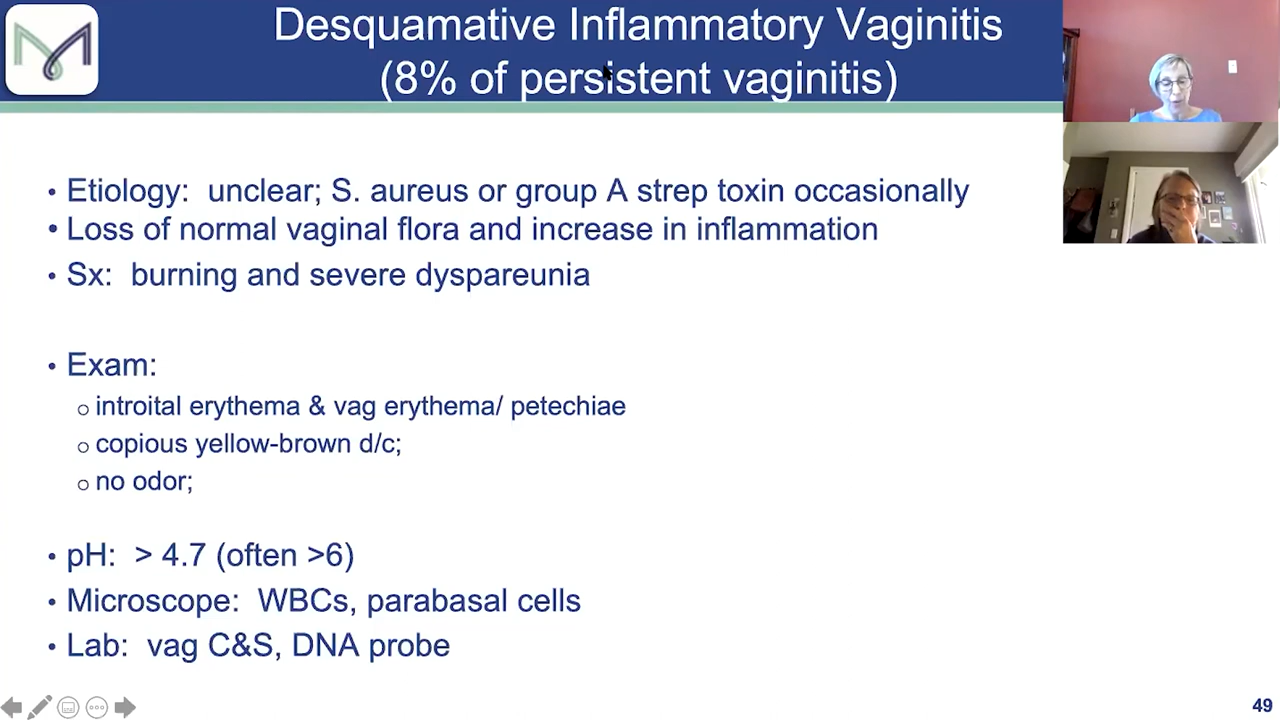 Desquamative Inflammatory Vaginitis
(8% of persistent vaginitis)
• Etiology:  unclear; S. aureus or group A strep toxin occasionally
• Loss of normal vaginal flora and increase in inflammation
• Sx:  burning and severe dyspareunia
• Exam:
o introital erythema & vag erythema/ petechiae
o copious yellow-brown d/c;
o no odor;
• pH:  > 4.7 (often >6)
• Microscope:  WBCs, parabasal cells
• Lab:  vag C&S, DNA probe
49